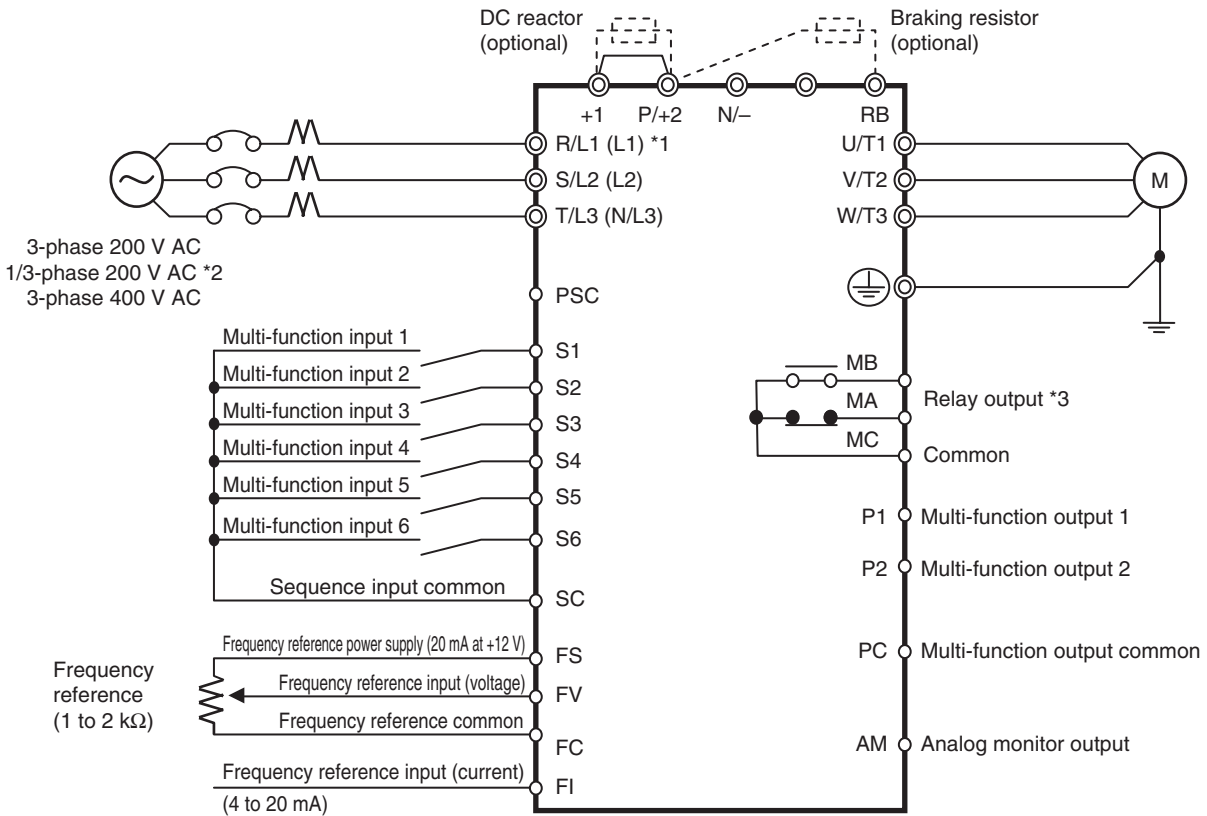 DC reactor
(optional)
Braking resistor
(optional)
+1
P/+2
N/–
RB
R/L1 (L1) *1
S/L2 (L2)
T/L3 (N/L3)
U/T1
V/T2
W/T3
M
3-phase 200 V AC
1/3-phase 200 V AC *2
3-phase 400 V AC
PSC
Multi-function input 1
S1
Multi-function input 2
S2
Multi-function input 3
S3
Multi-function input 4
S4
Multi-function input 5
S5
Multi-function input 6
S6
Sequence input common
SC
MB
MA
MC
Relay output *3
Common
P1
Multi-function output 1
P2
Multi-function output 2
PC
Multi-function output common
AM
Analog monitor output
Frequency
reference
(1 to 2 kΩ)
Frequency reference power supply (20 mA at +12 V)
FS
Frequency reference input (voltage)
FV
Frequency reference common
FC
Frequency reference input (current)
(4 to 20 mA)
FI